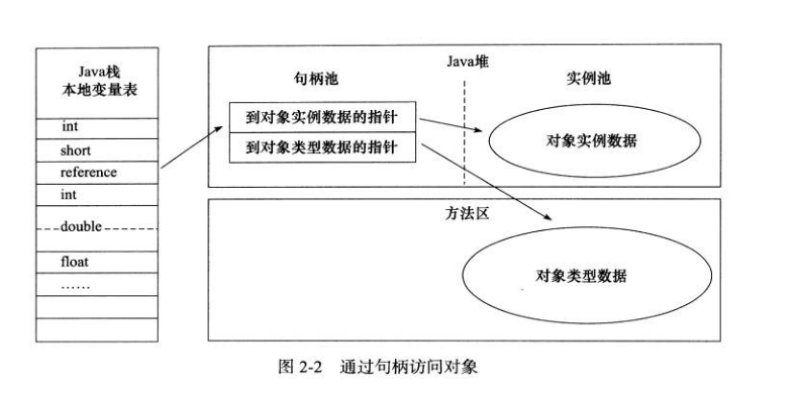 Java栈
本地变量表
int
short
reference
int
double
float
……
Java堆
句柄池
实例池
到对象实例数据的指针
到对象类型数据的指针
对象实例数据
方法区
对象类型数据
图 2-2 通过句柄访问对象